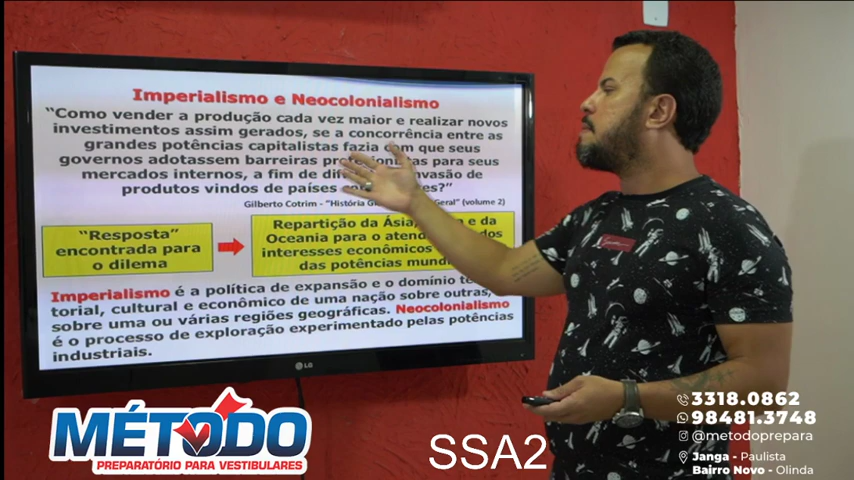 Imperialismo e Neocolonialismo
“Como vender a produção cada vez maior e realizar novos
investimentos assim gerados, se a concorrência entre as
grandes potências capitalistas fazia com que seus
governos adotassem barreiras para seus
mercados internos, a fim de invasão de
produtos vindos de países
Gilberto Cotrim - “História Geral” (volume 2)
“Resposta”
encontrada para
o dilema
Repartição da Ásia, e da
Oceania para o
interesses econômicos
das potências
Imperialismo é a política de expansão e o domínio
torial, cultural e econômico de uma nação sobre outras,
sobre uma ou várias regiões geográficas. Neocolonialismo
é o processo de exploração experimentado pelas potências
industriais.
LG
MÉTODO
PREPARATÓRIO PARA VESTIBULARES
SSA2
3318.0862
98481.3748
@metodoprepara
Janga - Paulista
Bairro Novo - Olinda